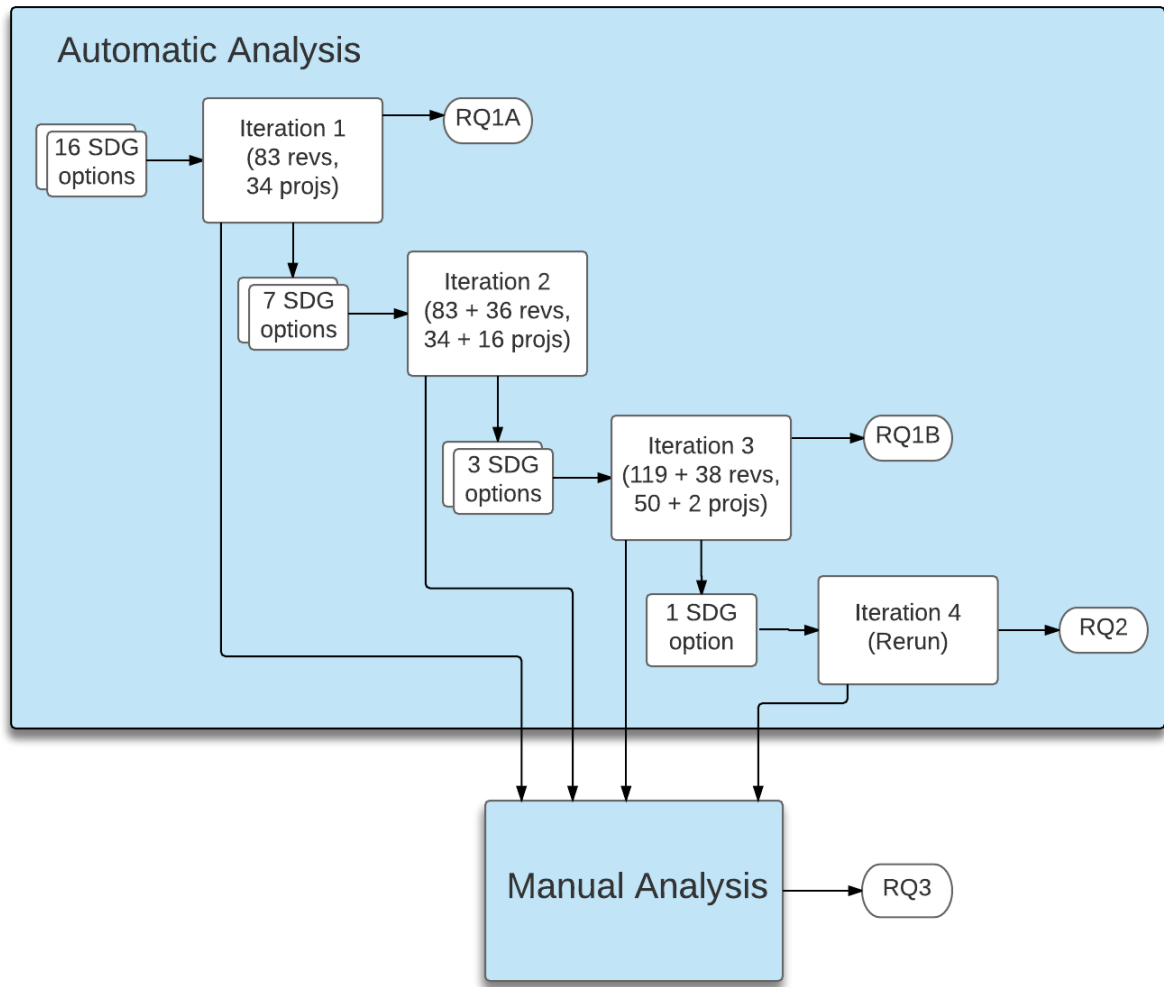 Automatic Analysis
16 SDG
options
Iteration 1
(83 revs,
34 projs)
RQ1A
7 SDG
options
Iteration 2
(83 + 36 revs,
34 + 16 projs)
3 SDG
options
Iteration 3
(119 + 38 revs,
50 + 2 projs)
RQ1B
1 SDG
option
Iteration 4
(Rerun)
RQ2
Manual Analysis
RQ3